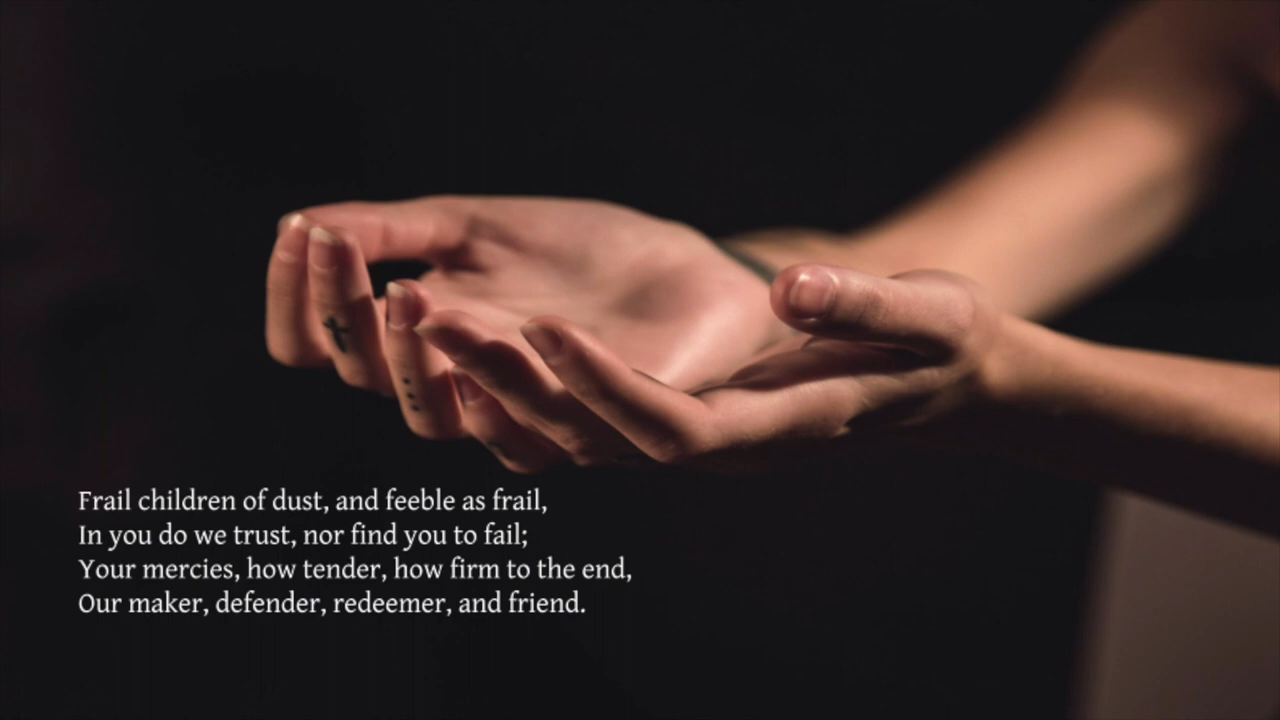 Frail children of dust, and feeble as frail,
In you do we trust, nor find you to fail;
Your mercies, how tender, how firm to the end,
Our maker, defender, redeemer, and friend.